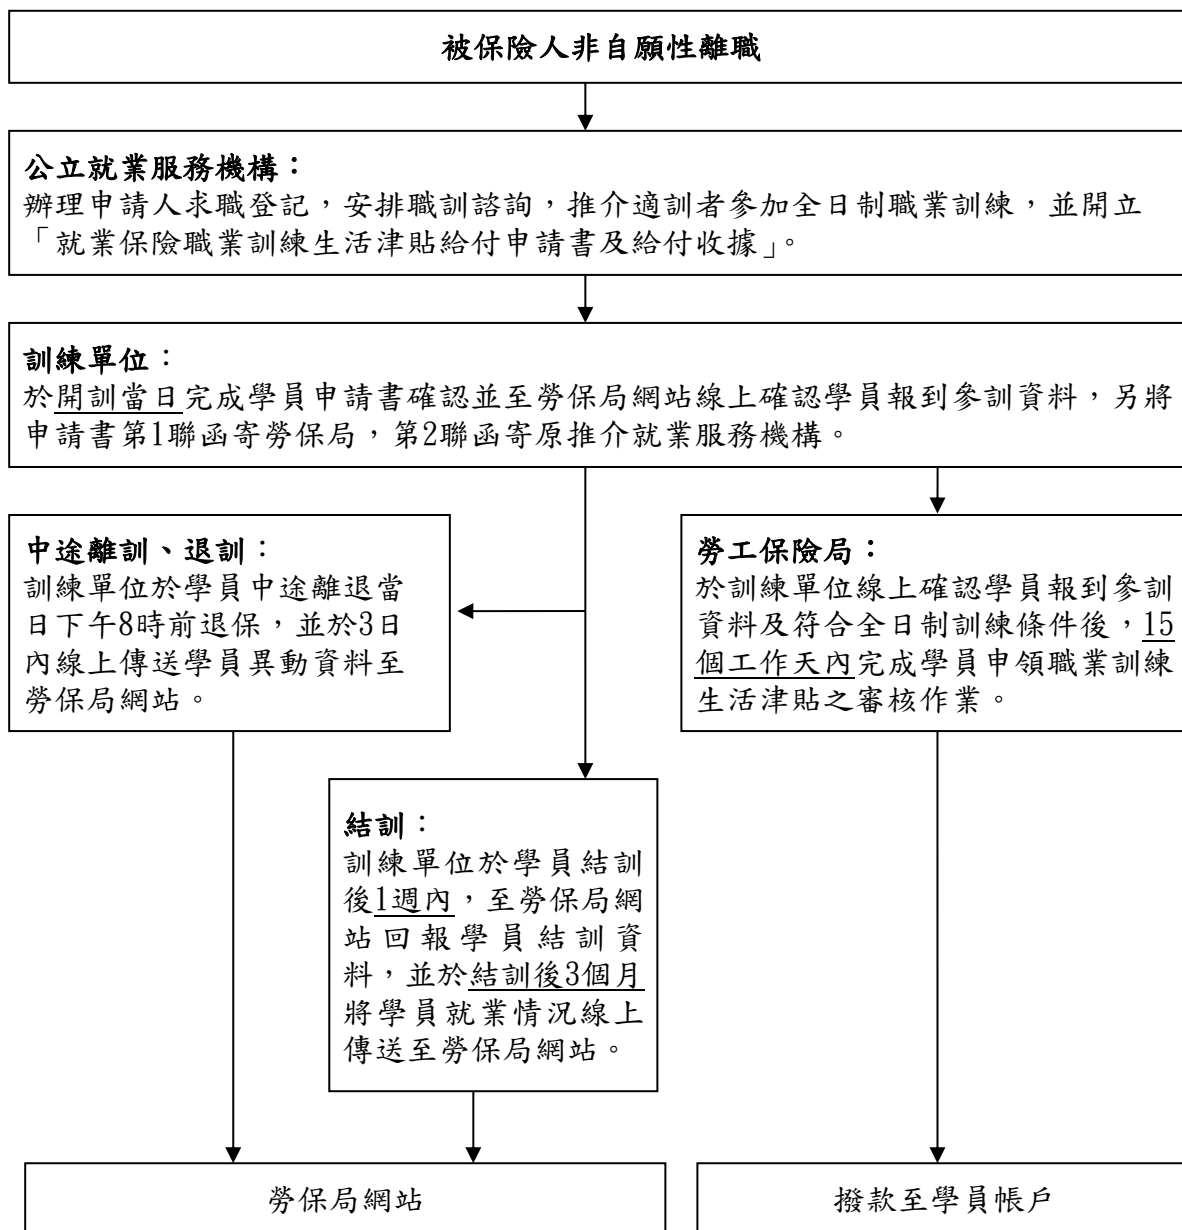 被保險人非自願性離職
公立就業服務機構：
辦理申請人求職登記，安排職訓諮詢，推介適訓者參加全日制職業訓練，並開立
「就業保險職業訓練生活津貼給付申請書及給付收據」。
訓練單位：
於開訓當日完成學員申請書確認並至勞保局網站線上確認學員報到參訓資料，另將
申請書第1聯函寄勞保局，第2聯函寄原推介就業服務機構。
中途離訓、退訓：
訓練單位於學員中途離退當
日下午8時前退保，並於3日
內線上傳送學員異動資料至
勞保局網站。
勞工保險局：
於訓練單位線上確認學員報到參訓
資料及符合全日制訓練條件後，15
個工作天內完成學員申領職業訓練
生活津貼之審核作業。
結訓：
訓練單位於學員結訓
後1週內，至勞保局網
站回報學員結訓資
料，並於結訓後3個月
將學員就業情況線上
傳送至勞保局網站。
勞保局網站
撥款至學員帳戶